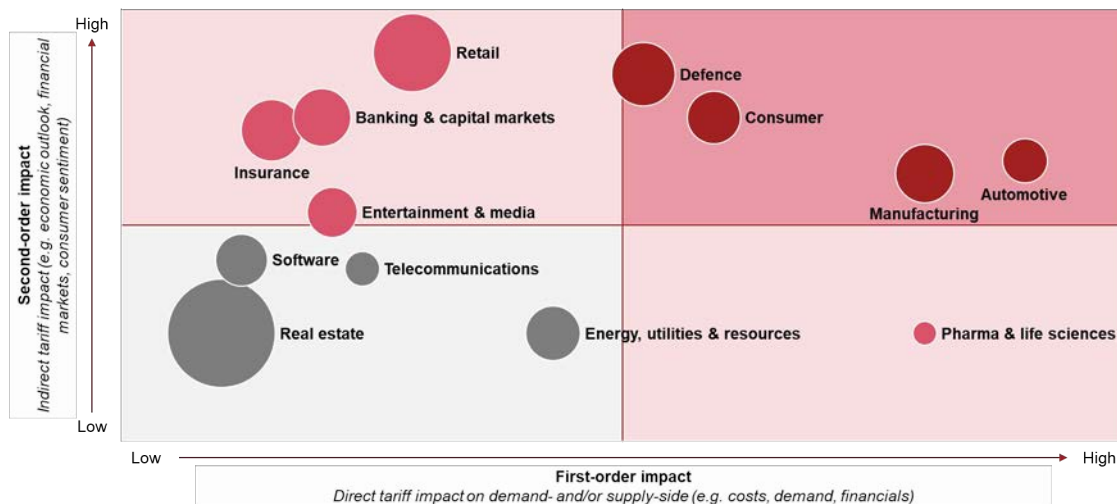 High
Second-order impact
Indirect tariff impact (e.g. economic outlook, financial
markets, consumer sentiment)
Low
Retail
Defence
Banking & capital markets
Consumer
Insurance
Automotive
Manufacturing
Entertainment & media
Software
Telecommunications
Real estate
Energy, utilities & resources
Pharma & life sciences
Low
High
First-order impact
Direct tariff impact on demand- and/or supply-side (e.g. costs, demand, financials)